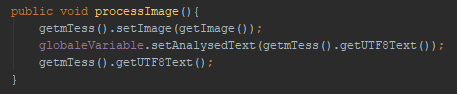 public void processImage(){
getmTess().setImage(getImage());
globaleVariable.setAnalysedText(getmTess().getUTF8Text());
getmTess().getUTF8Text();
}